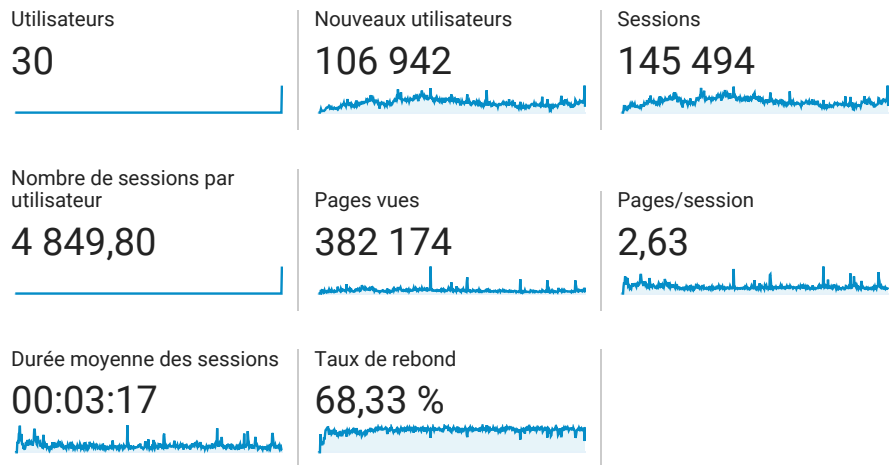 Utilisateurs
30
Nouveaux utilisateurs
106 942
Sessions
145 494
Nombre de sessions par
utilisateur
4 849,80
Pages vues
382 174
Pages/session
2,63
Durée moyenne des sessions
00:03:17
Taux de rebond
68,33 %